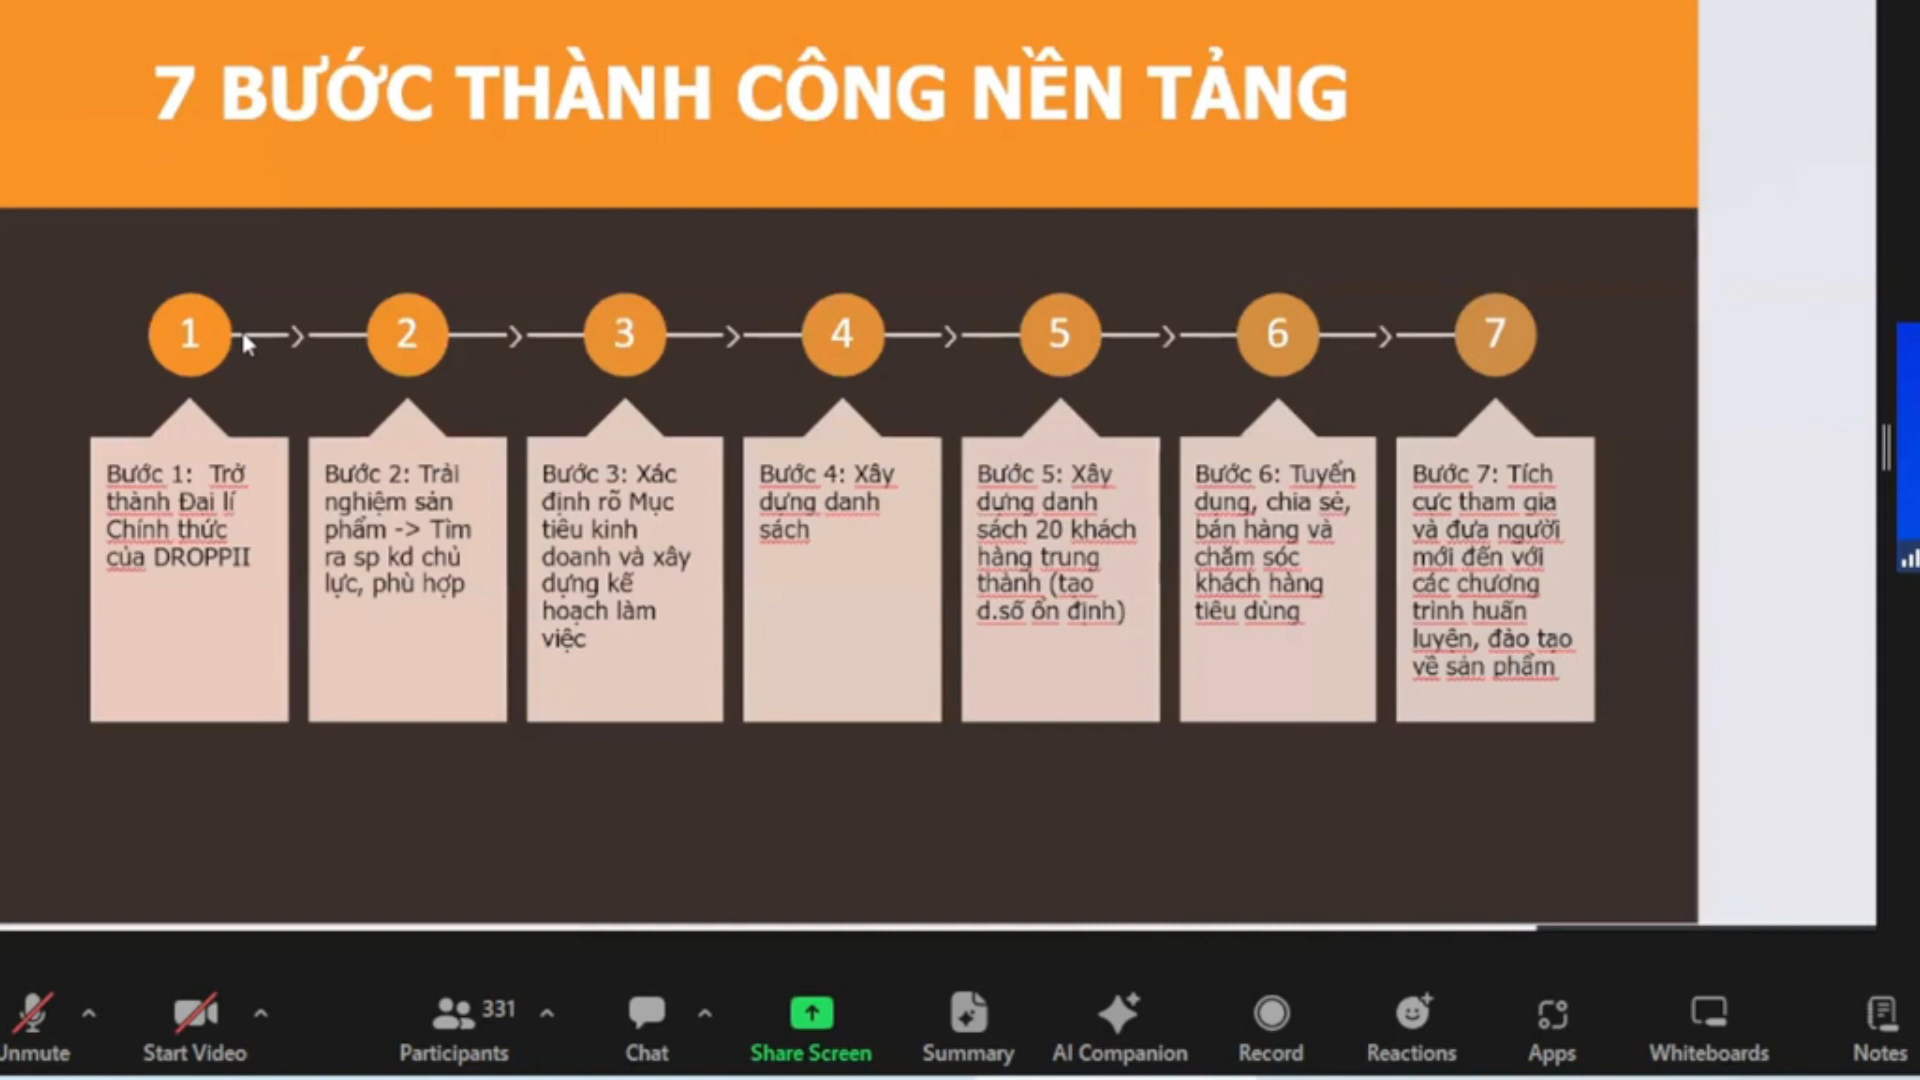 7 BƯỚC THÀNH CÔNG NỀN TẢNG
1
2
3
4
5
6
7
Bước 1:  Trở
thành Đại lí
Chính thức
của DROPPII
Bước 2: Trải
nghiệm sản
phẩm -> Tìm
ra sp kd chủ
lực, phù hợp
Bước 3: Xác
định rõ Mục
tiêu kinh
doanh và xây
dựng kế
hoạch làm
việc
Bước 4: Xây
dựng danh
sách
Bước 5: Xây
dựng danh
sách 20 khách
hàng trung
thành (tạo
d.số ổn định)
Bước 6: Tuyển
dụng, chia sẻ,
bán hàng và
chăm sóc
khách hàng
tiêu dùng
Bước 7: Tích
cực tham gia
và đưa người
mới đến với
các chương
trình huấn
luyện, đào tạo
về sản phẩm
331
Unmute
Start Video
Participants
Chat
Share Screen
Summary
AI Companion
Record
Reactions
Apps
Whiteboards
Notes